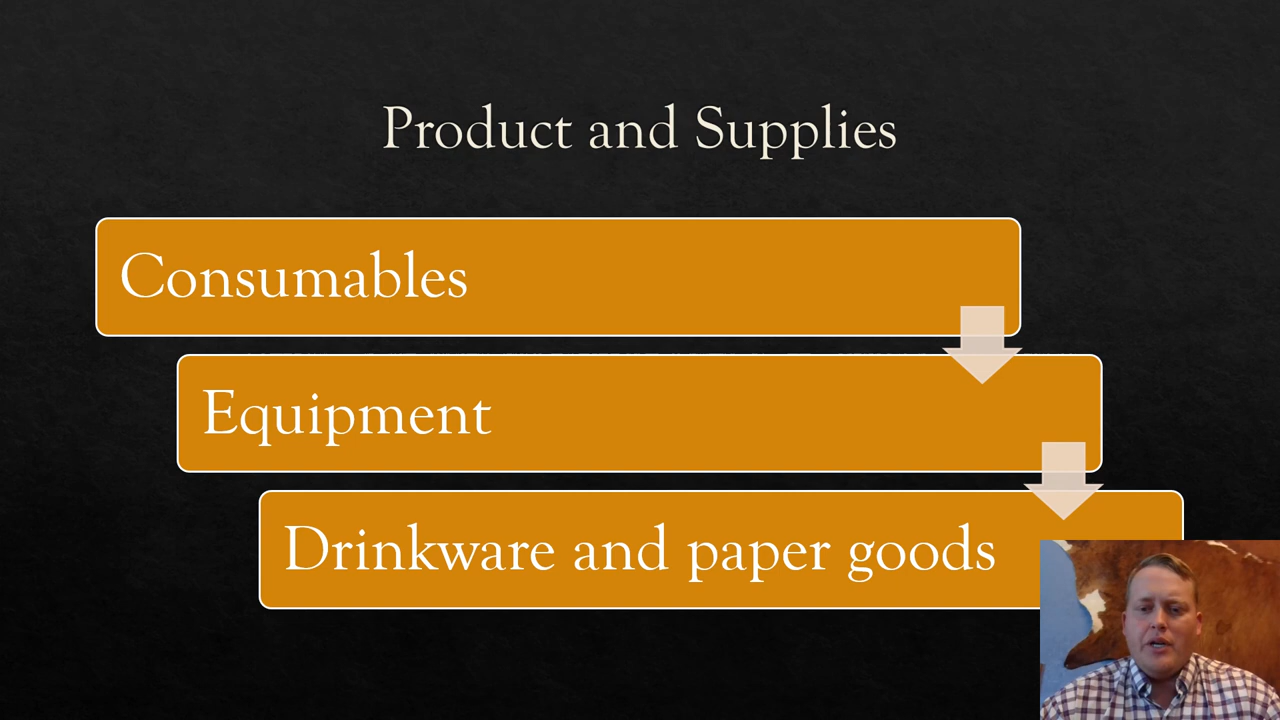 Product and Supplies
Consumables
Equipment
Drinkware and paper goods